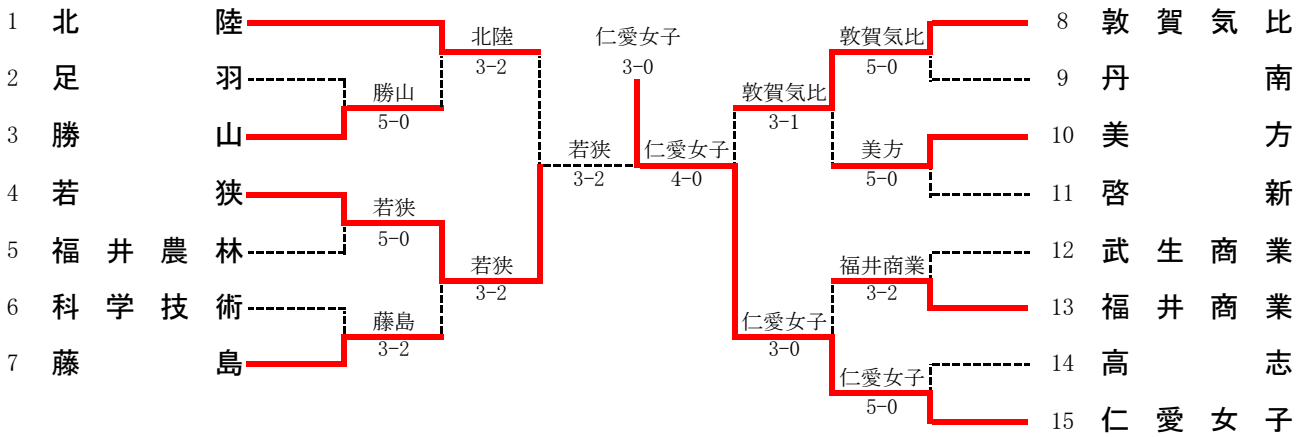 1 北陸
2 足羽
3 勝山
4 若狭
5 福井農林
6 科学技術
7 藤島
勝山
5-0
若狭
5-0
藤島
3-2
北陸
3-2
若狭
3-2
若狭
3-2
仁愛女子
3-0
仁愛女子
4-0
敦賀気比
3-1
仁愛女子
3-0
敦賀気比
5-0
美方
5-0
福井商業
3-2
仁愛女子
5-0
8 敦賀気比
9 丹南
10 美方
11 啓新
12 武生商業
13 福井商業
14 高志
15 仁愛女子